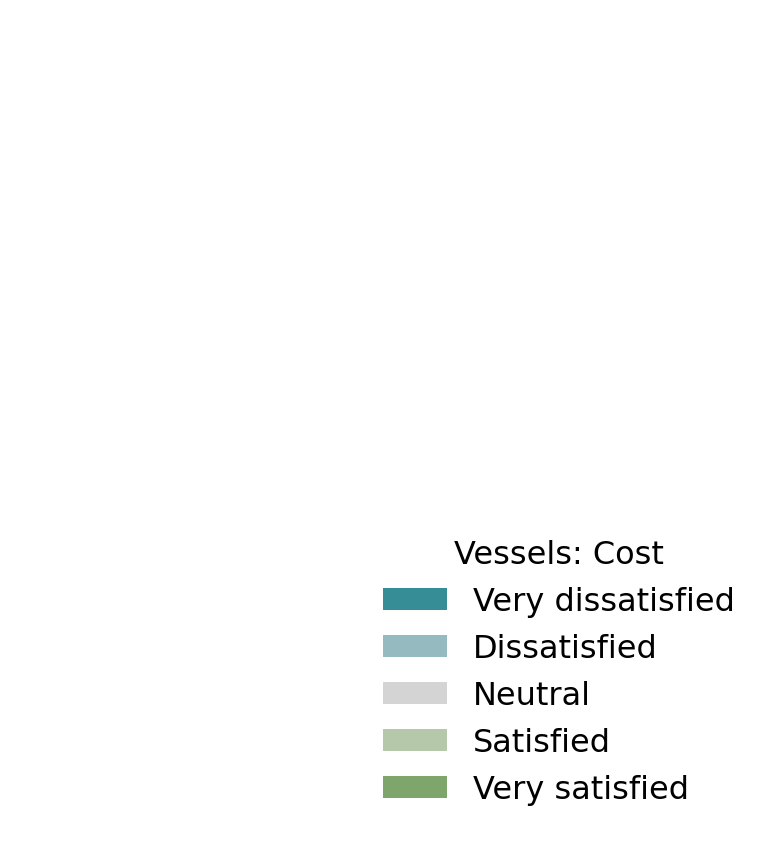 Vessels: Cost
Very dissatisfied
Dissatisfied
Neutral
Satisfied
Very satisfied